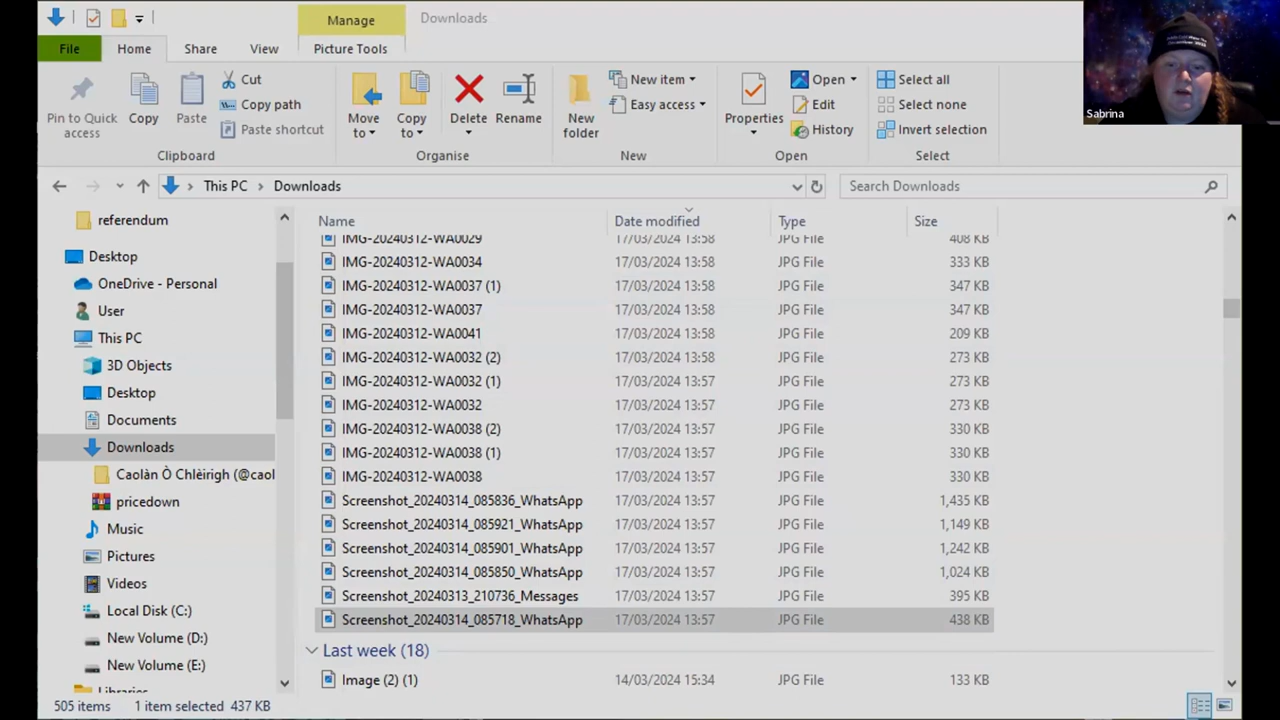 Manage Downloads
File Home Share View Picture Tools
Pin to Quick access
Copy
Paste
Cut
Copy path
Paste shortcut
Clipboard
Move to
Copy to
Delete
Rename
Organise
New folder
New item
Easy access
New
Properties
Open
Edit
History
Open
Select all
Select none
Invert selection
Select
Sabrina
This PC Downloads
Search Downloads
referendum
Desktop
OneDrive - Personal
User
This PC
3D Objects
Desktop
Documents
Downloads
Caolàn Ò Chlèirigh (@caol
pricedown
Music
Pictures
Videos
Local Disk (C:)
New Volume (D:)
New Volume (E:)
Libraries
Name Date modified Type Size
IMG-20240312-WA0029 17/03/2024 13:58 JPG File 408 KB
IMG-20240312-WA0034 17/03/2024 13:58 JPG File 333 KB
IMG-20240312-WA0037 (1) 17/03/2024 13:58 JPG File 347 KB
IMG-20240312-WA0037 17/03/2024 13:58 JPG File 347 KB
IMG-20240312-WA0041 17/03/2024 13:58 JPG File 209 KB
IMG-20240312-WA0032 (2) 17/03/2024 13:58 JPG File 273 KB
IMG-20240312-WA0032 (1) 17/03/2024 13:57 JPG File 273 KB
IMG-20240312-WA0032 17/03/2024 13:57 JPG File 273 KB
IMG-20240312-WA0038 (2) 17/03/2024 13:57 JPG File 330 KB
IMG-20240312-WA0038 (1) 17/03/2024 13:57 JPG File 330 KB
IMG-20240312-WA0038 17/03/2024 13:57 JPG File 330 KB
Screenshot_20240314_085836_WhatsApp 17/03/2024 13:57 JPG File 1,435 KB
Screenshot_20240314_085921_WhatsApp 17/03/2024 13:57 JPG File 1,149 KB
Screenshot_20240314_085901_WhatsApp 17/03/2024 13:57 JPG File 1,242 KB
Screenshot_20240314_085850_WhatsApp 17/03/2024 13:57 JPG File 1,024 KB
Screenshot_20240313_210736_Messages 17/03/2024 13:57 JPG File 395 KB
Screenshot_20240314_085718_WhatsApp 17/03/2024 13:57 JPG File 438 KB
Last week (18)
Image (2) (1) 14/03/2024 15:34 JPG File 133 KB
505 items 1 item selected 437 KB